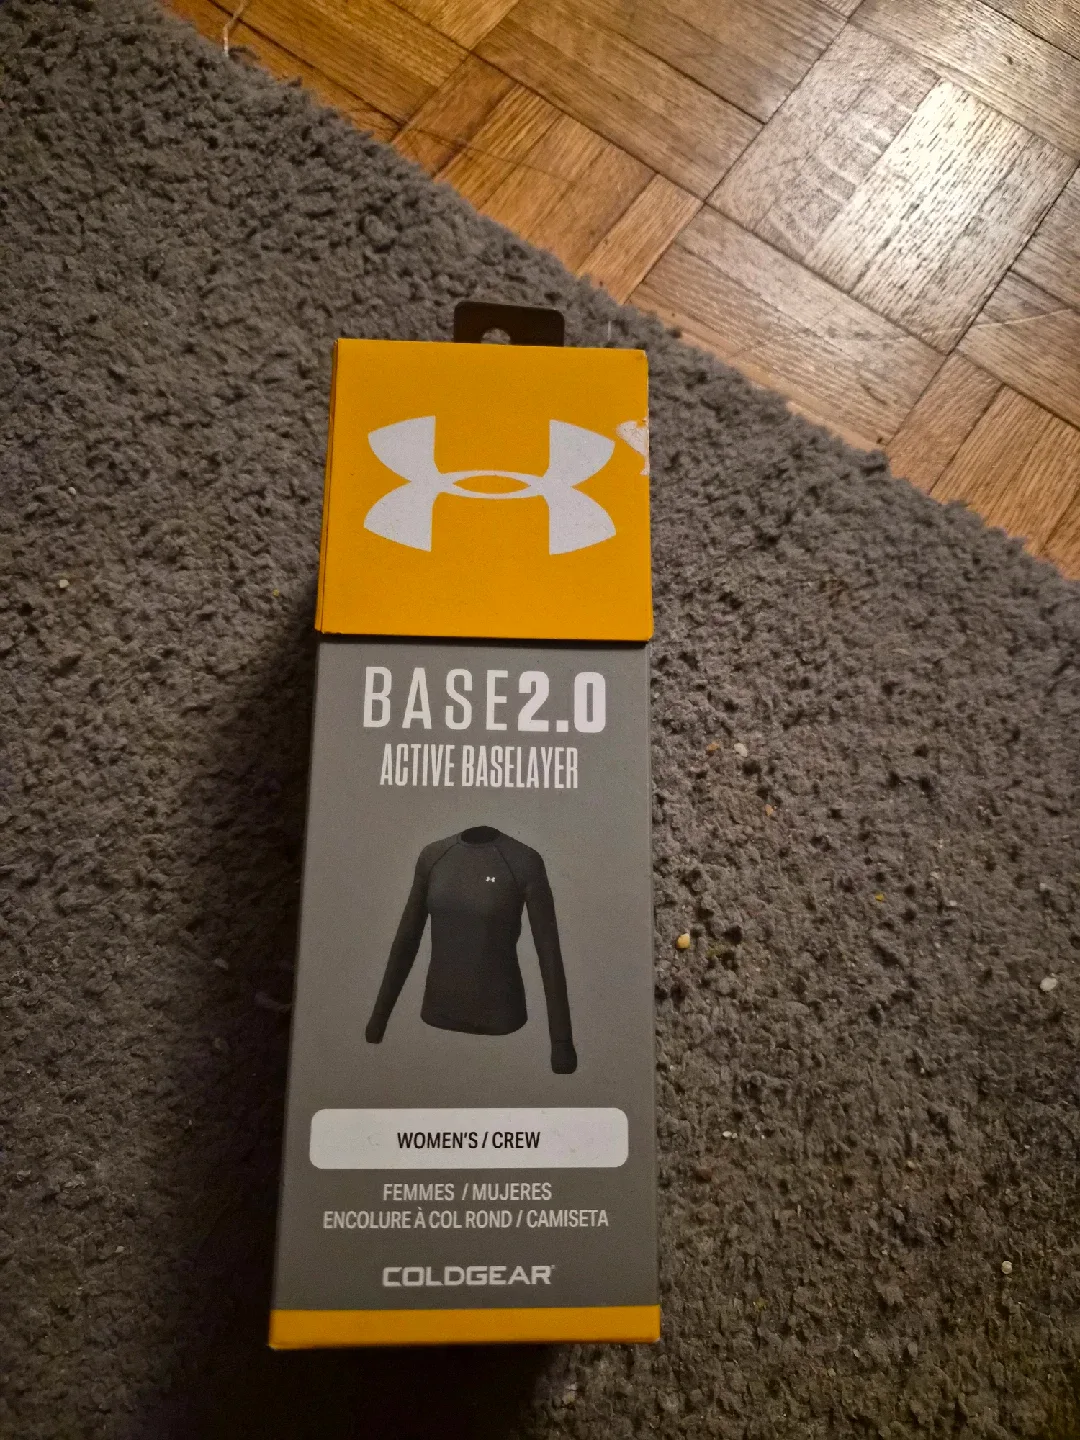 BASE2.0
ACTIVE BASELAYER
WOMEN'S / CREW
FEMMES / MUJERES
ENCOLURE À COL ROND / CAMISETA
COLDGEAR